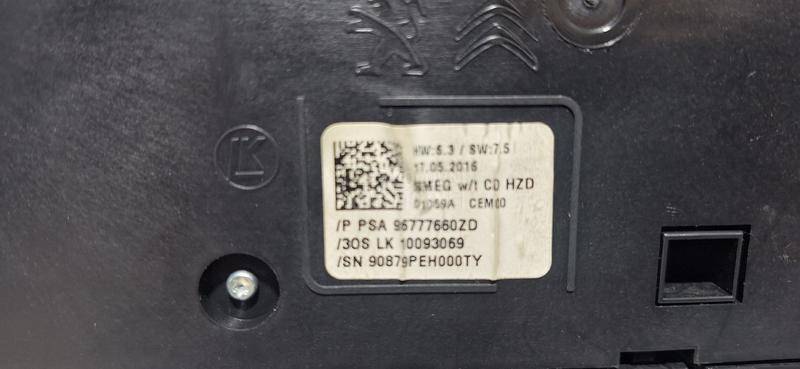 HW:5.3 / SW:7.5
17.05.2016
SMEG w/t CD HZD
01059A CEM00
/P PSA 96777660ZD
/3OS LK 10093069
/SN 90879PEH000TY